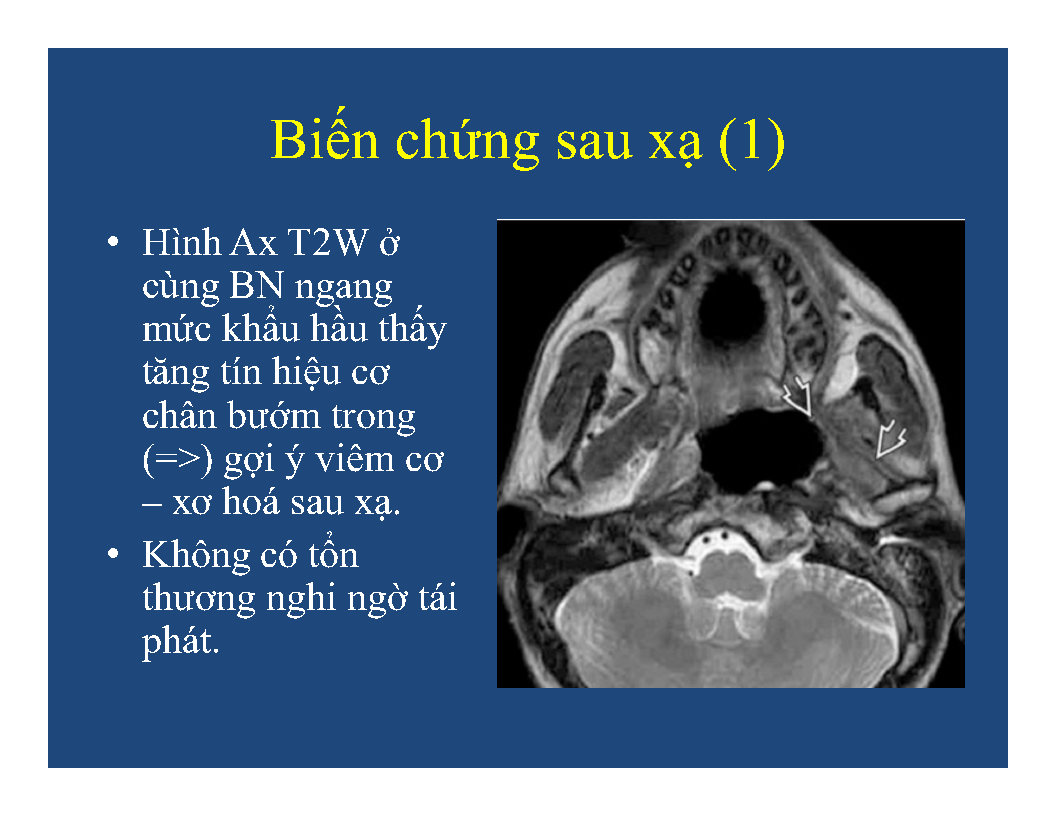 Biến chứng sau xạ (1)
• Hình Ax T2W ở
cùng BN ngang
mức khẩu hầu thấy
tăng tín hiệu cơ
chân bướm trong
(=>) gợi ý viêm cơ
– xơ hoá sau xạ.
• Không có tổn
thương nghi ngờ tái
phát.